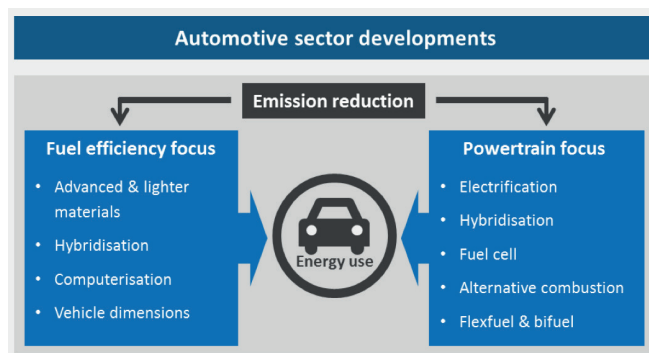 Automotive sector developments
Emission reduction
Fuel efficiency focus
• Advanced & lighter
materials
• Hybridisation
• Computerisation
• Vehicle dimensions
Energy use
Powertrain focus
• Electrification
• Hybridisation
• Fuel cell
• Alternative combustion
• Flexfuel & bifuel